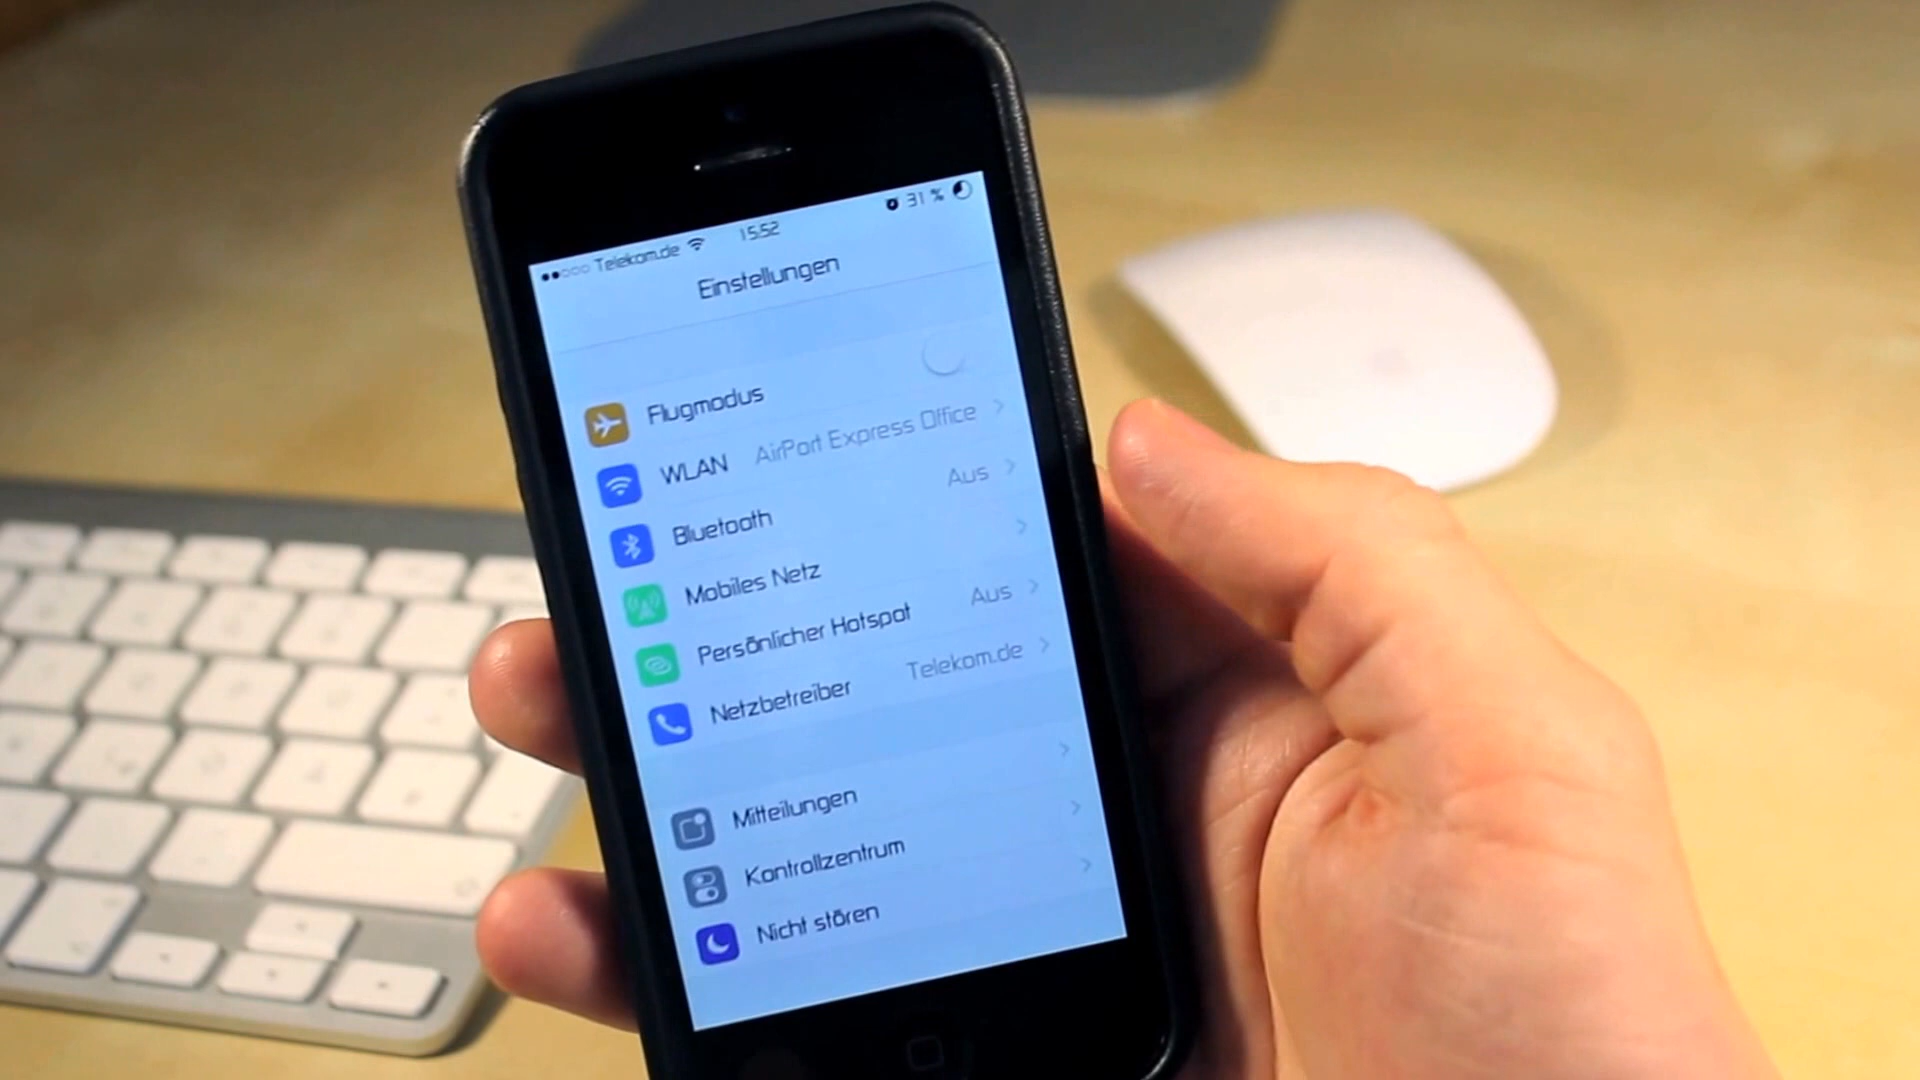 Telekom.de 15:52 31 %
Einstellungen
Flugmodus
WLAN AirPort Express Office
Bluetooth Aus
Mobiles Netz
Persönlicher Hotspot Aus
Netzbetreiber Telekom.de
Mitteilungen
Kontrollzentrum
Nicht stören